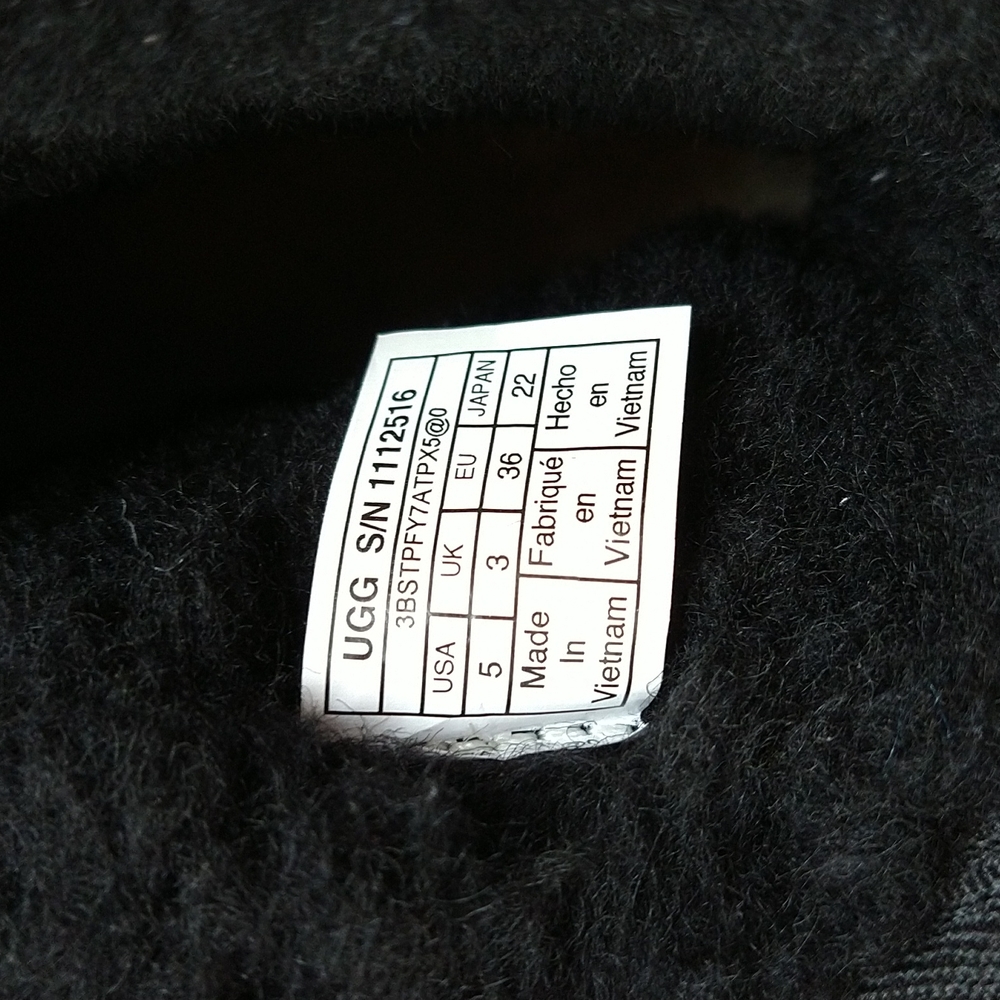 UGG S/N 1112516
3BSTPFY7ATPX5@0
USA UK EU JAPAN
5 3 36 22
Made In Vietnam
Fabriqué en Vietnam
Hecho en Vietnam